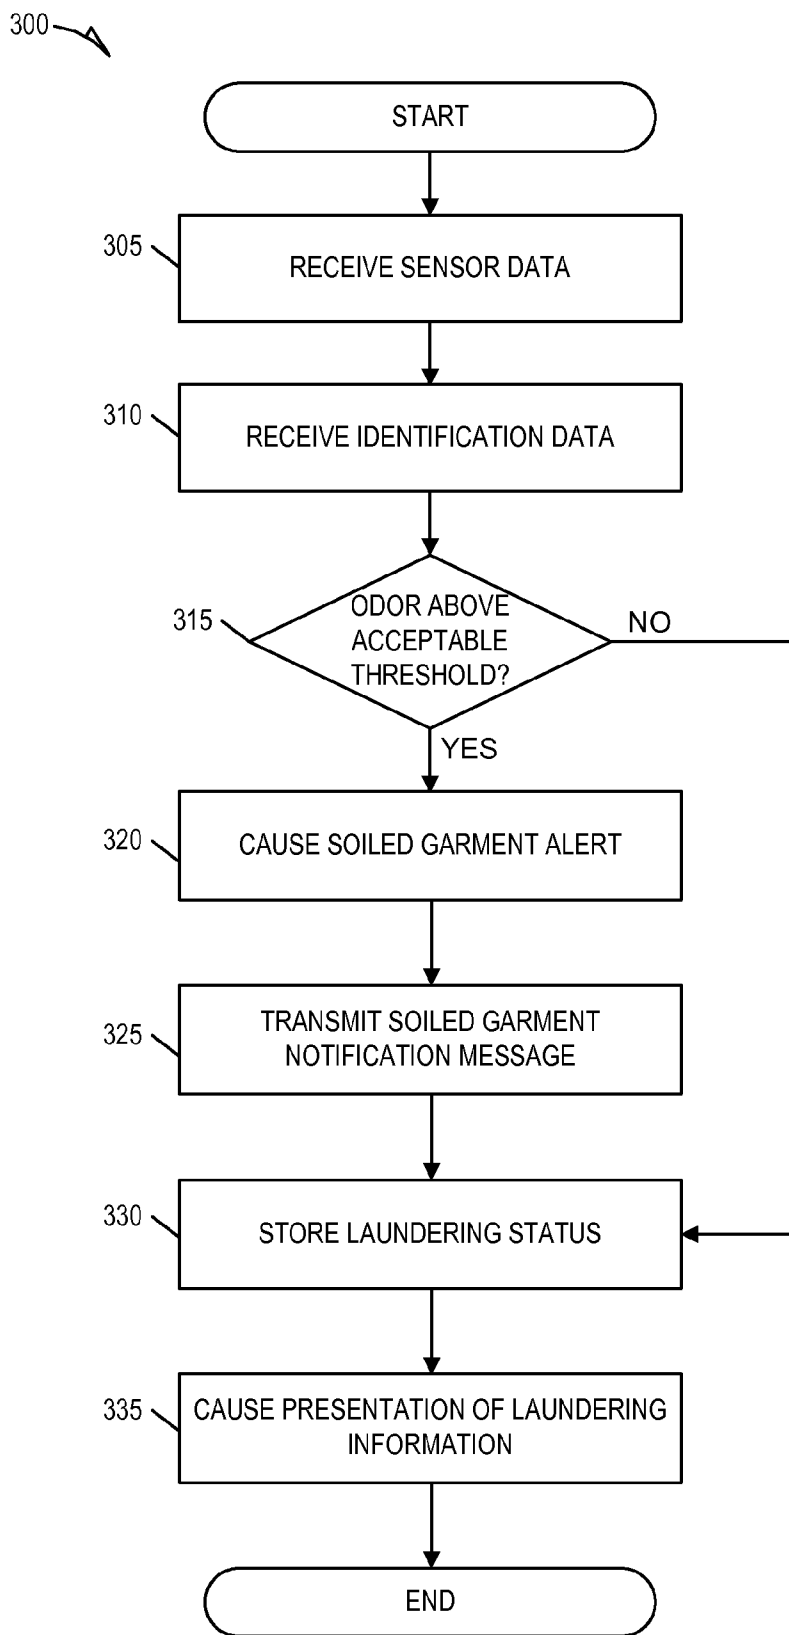 300
START
305
RECEIVE SENSOR DATA
310
RECEIVE IDENTIFICATION DATA
315
ODOR ABOVE
ACCEPTABLE
THRESHOLD?
NO
YES
320
CAUSE SOILED GARMENT ALERT
325
TRANSMIT SOILED GARMENT
NOTIFICATION MESSAGE
330
STORE LAUNDERING STATUS
335
CAUSE PRESENTATION OF LAUNDERING
INFORMATION
END